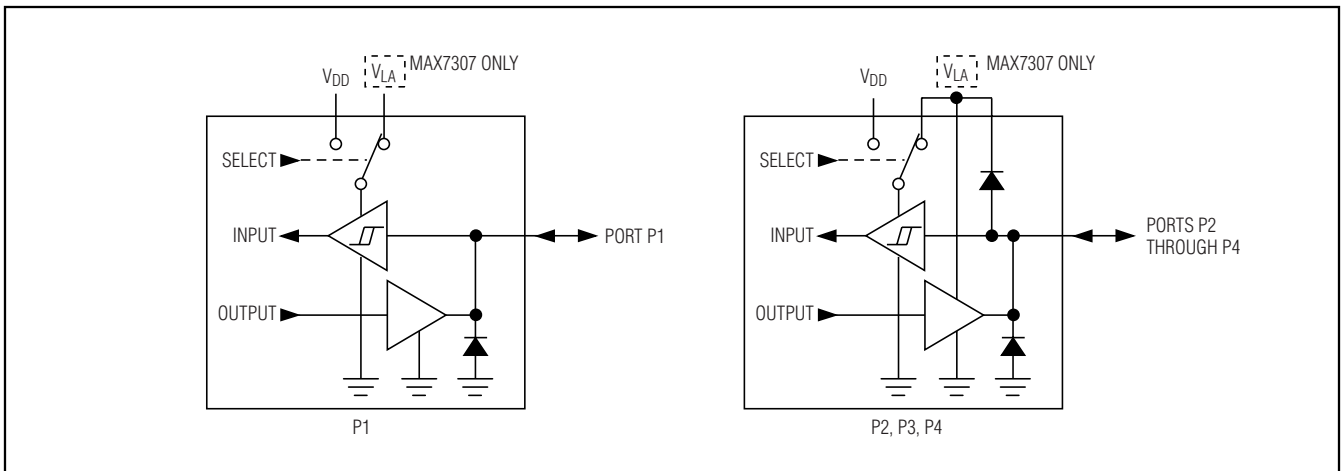 VDD VLA MAX7307 ONLY
SELECT
INPUT
PORT P1
OUTPUT
P1
VDD VLA MAX7307 ONLY
SELECT
INPUT
PORTS P2
THROUGH P4
OUTPUT
P2, P3, P4